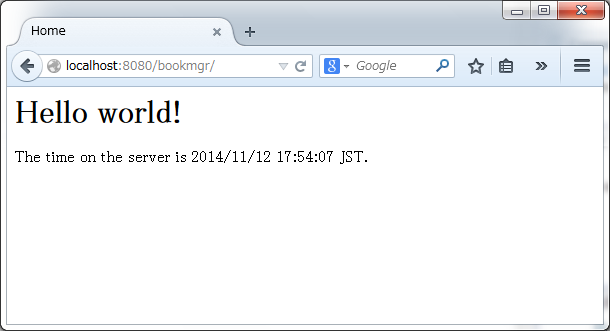 Home
localhost:8080/bookmgr/
Google
Hello world!
The time on the server is 2014/11/12 17:54:07 JST.